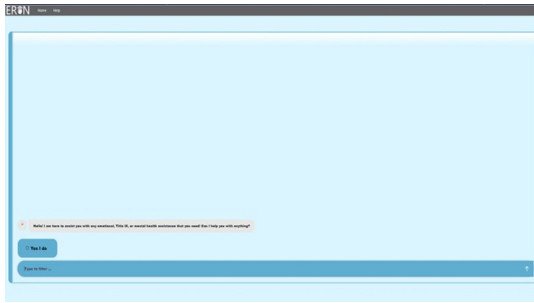 ERIN
Home Help
Hello! I am here to assist you with any emotional, Title IX, or mental health assistance that you need! Can I help you with anything?
Yes I do
Type to filter ...